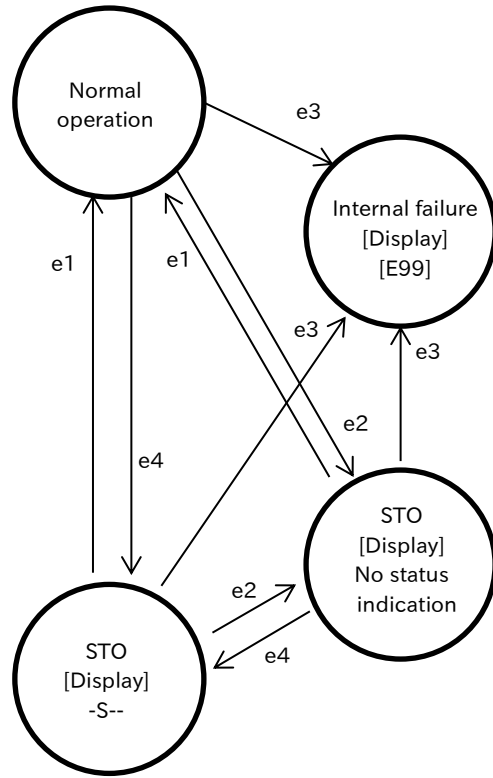 Normal
operation
e3
Internal failure
[Display]
[E99]
e1
e1
e3
e3
e2
e4
STO
[Display]
No status
indication
e2
e4
STO
[Display]
-S--